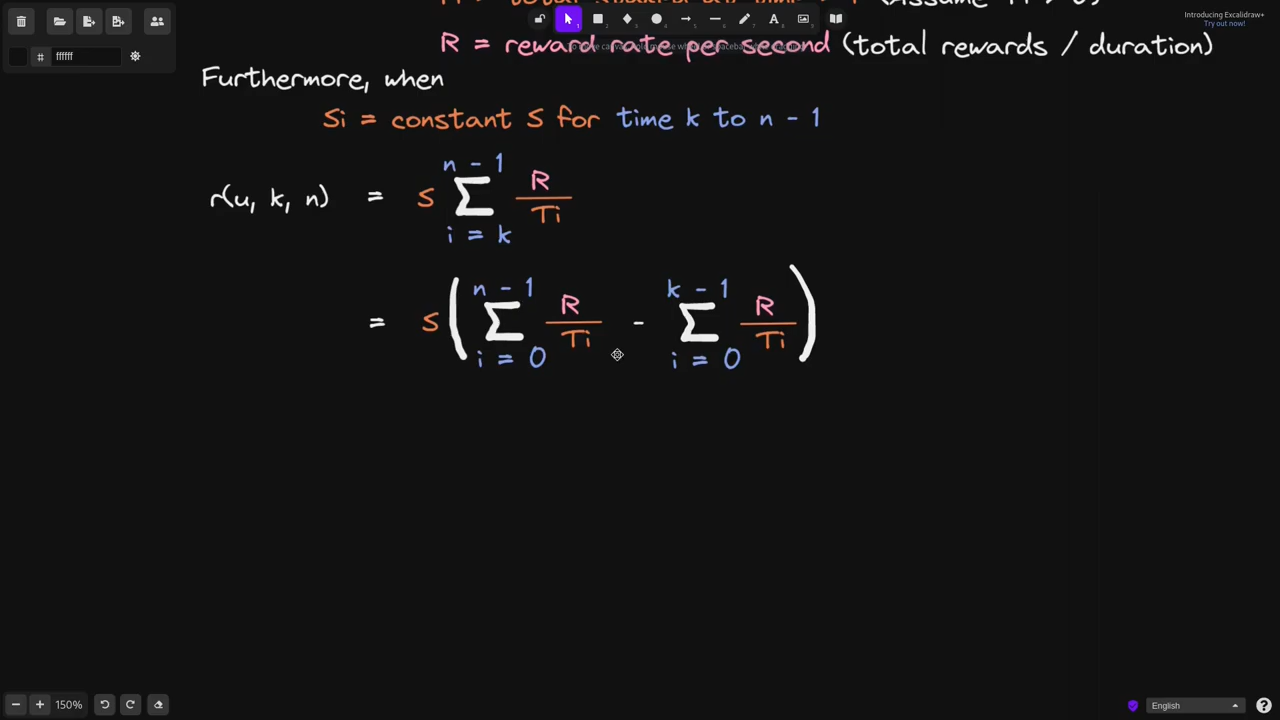 Introducing Excalidraw+
Try out now!
# ffffff
R = reward rate per second (total rewards / duration)
Furthermore, when
Si = constant S for time k to n - 1
n - 1
r(u, k, n) = S Σ R
Ti
i = k
n - 1 k - 1
= S ( Σ R - Σ R )
Ti Ti
i = 0 i = 0
150%
English